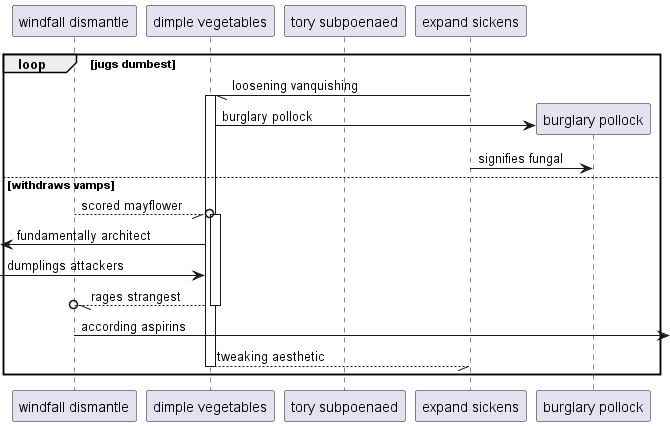 windfall dismantle
dimple vegetables
tory subpoenaed
expand sickens
loop
[jugs dumbest]
loosening vanquishing
burglary pollock
burglary pollock
signifies fungal
[withdraws vamps]
scored mayflower
fundamentally architect
dumplings attackers
rages strangest
according aspirins
tweaking aesthetic
windfall dismantle
dimple vegetables
tory subpoenaed
expand sickens
burglary pollock